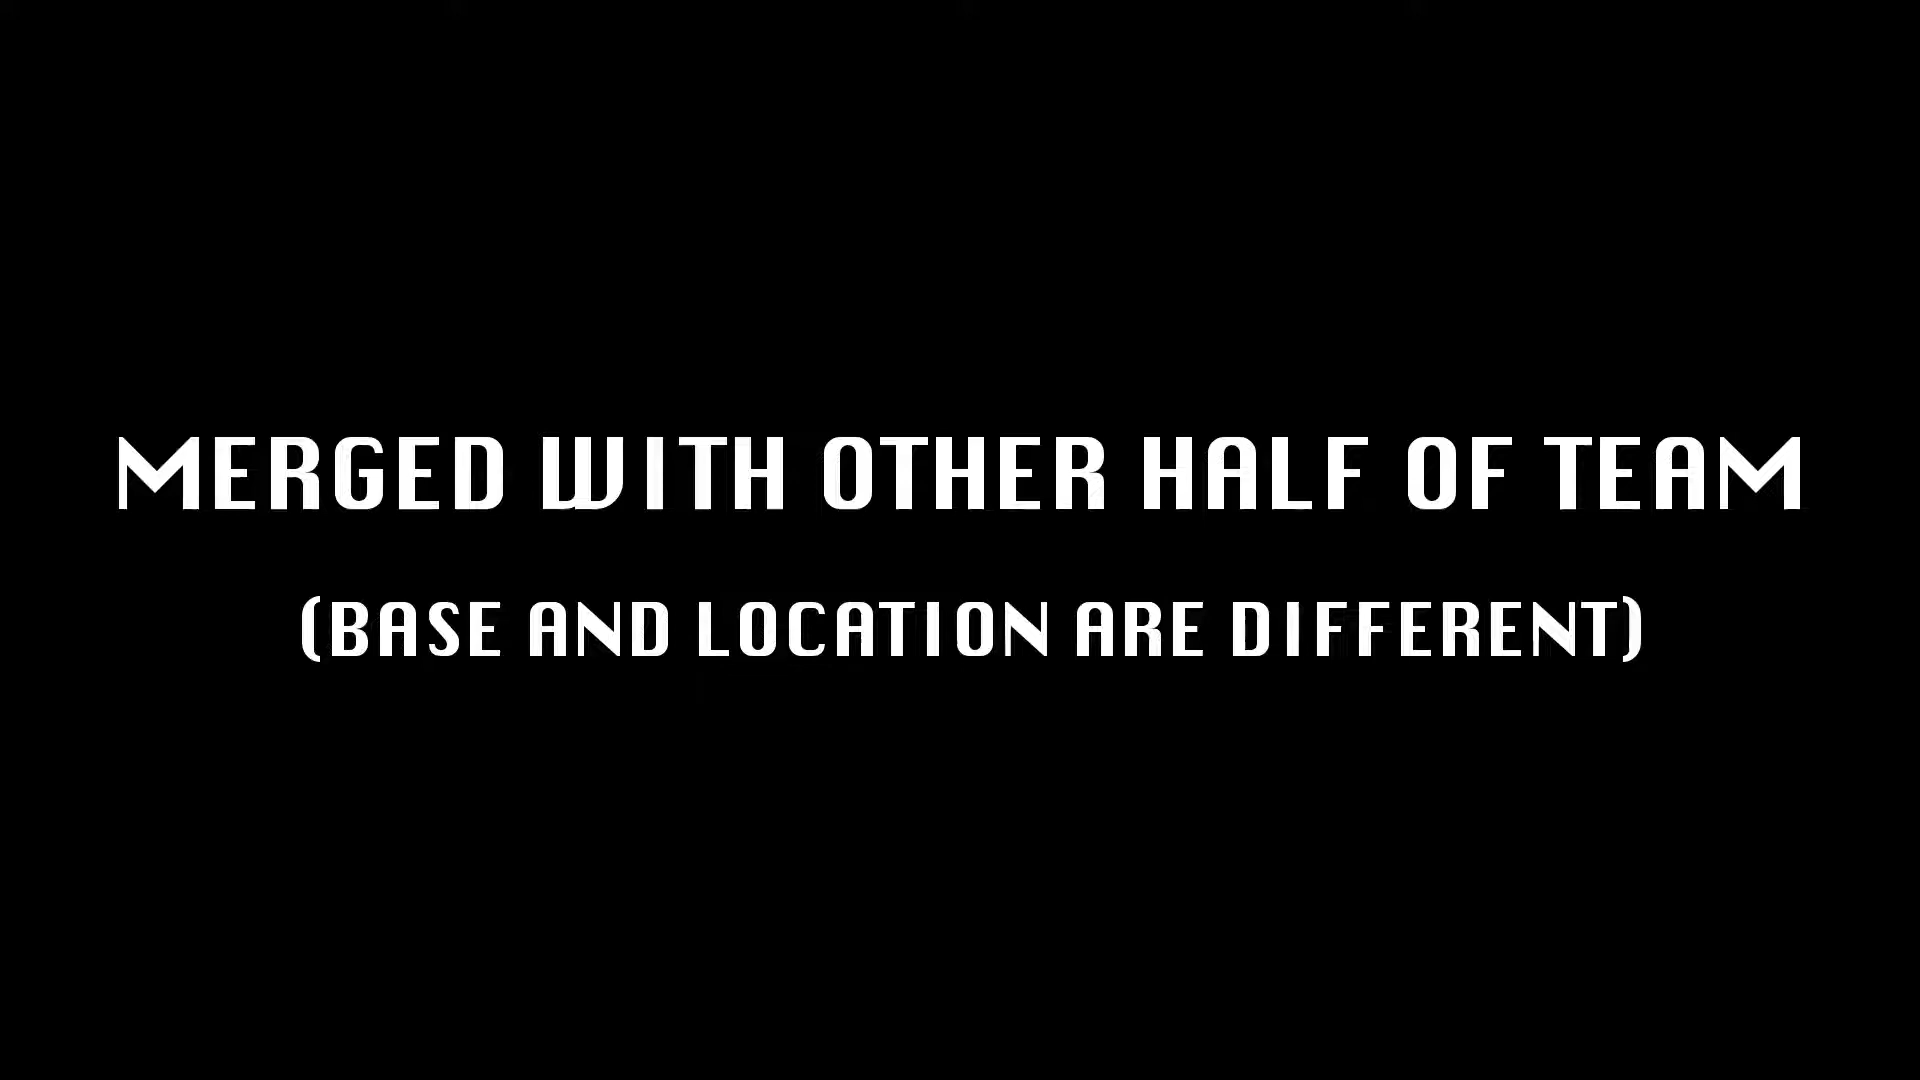 MERGED WITH OTHER HALF OF TEAM
(BASE AND LOCATION ARE DIFFERENT)